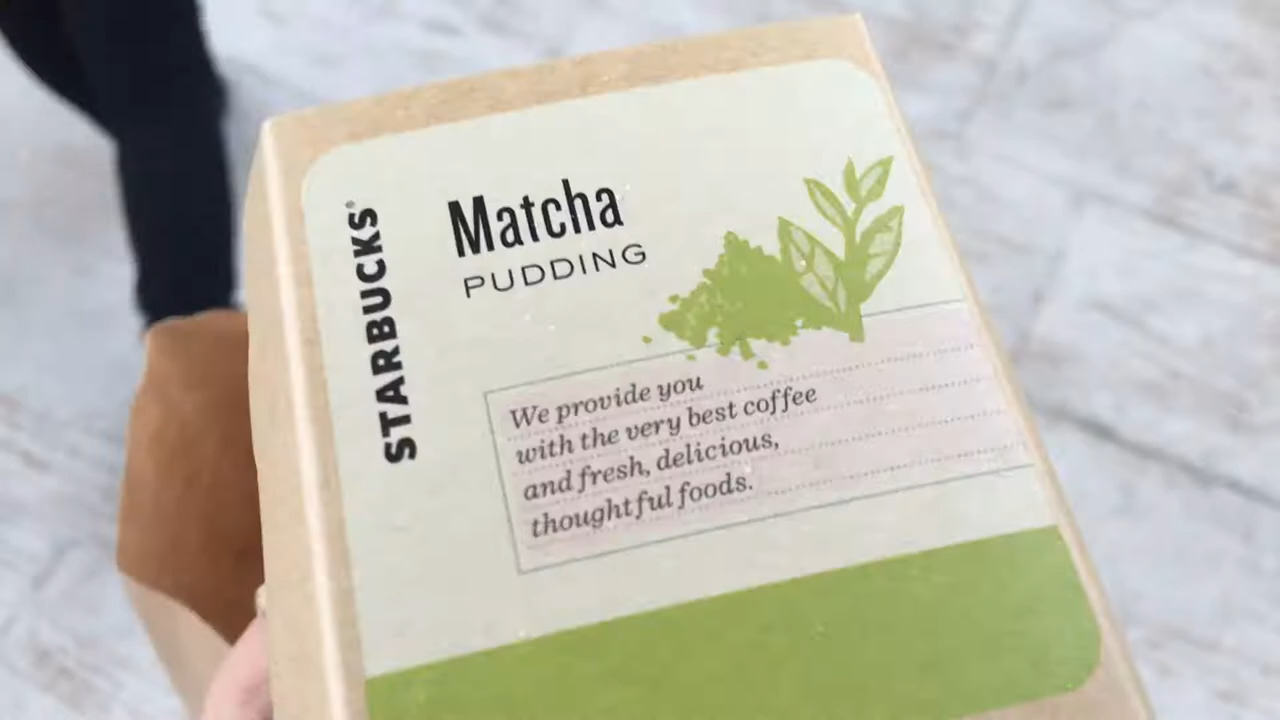 STARBUCKS®
Matcha
PUDDING
We provide you
with the very best coffee
and fresh, delicious,
thoughtful foods.